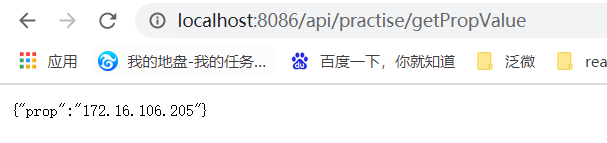 localhost:8086/api/practise/getPropValue
应用 我的地盘-我的任务... 百度一下，你就知道 泛微 rea
{"prop":"172.16.106.205"}